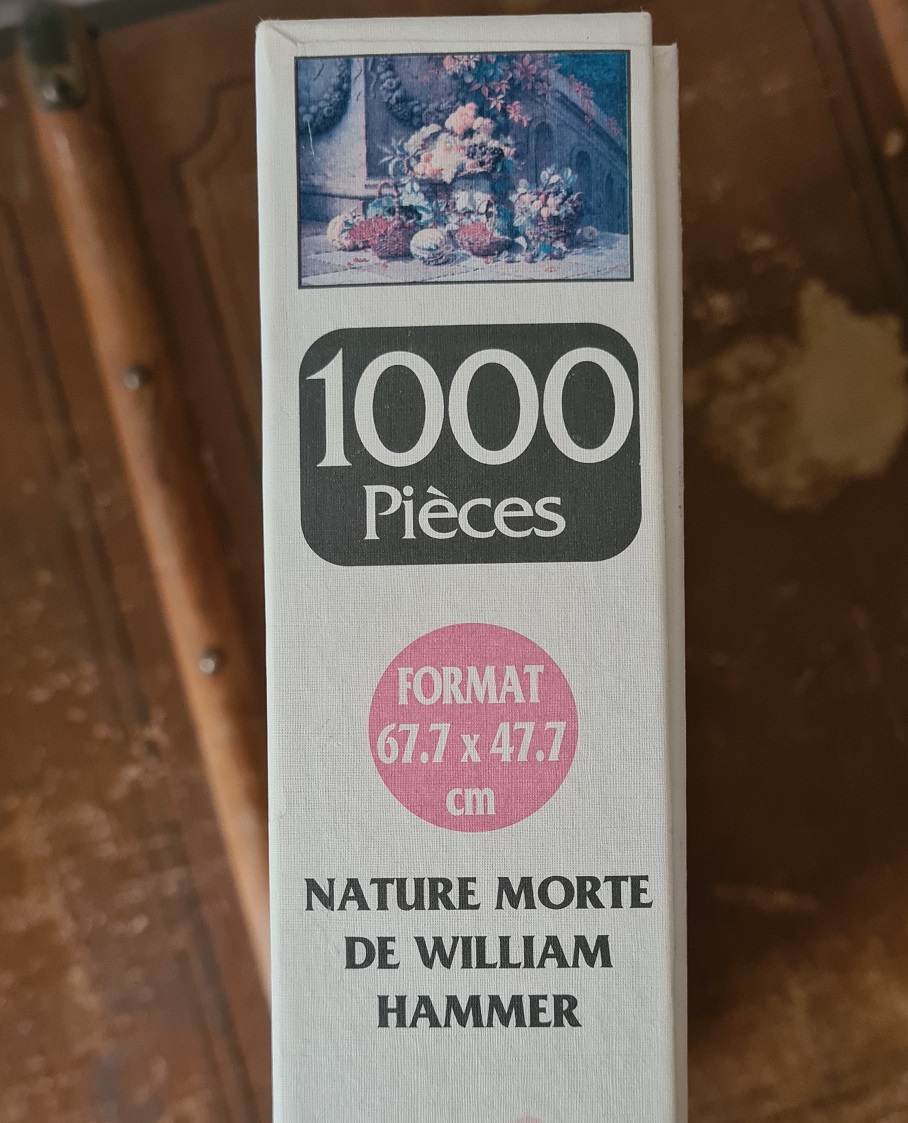 1000
Pièces
FORMAT
67.7 x 47.7
cm
NATURE MORTE
DE WILLIAM
HAMMER